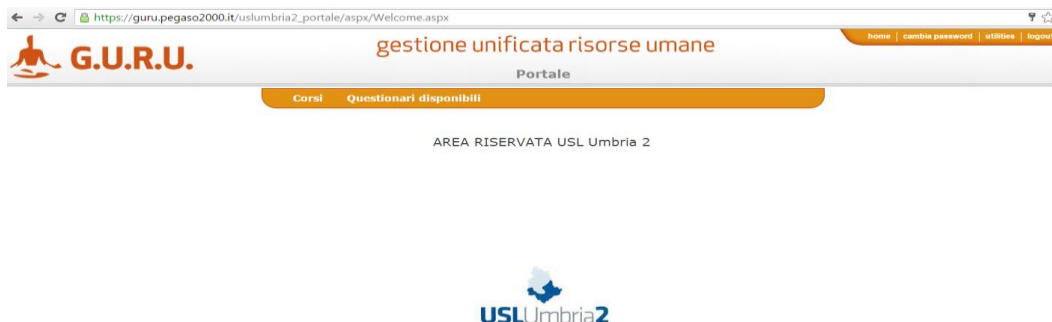 https://guru.pegaso2000.it/uslumbria2_portale/aspx/Welcome.aspx
G.U.R.U.
gestione unificata risorse umane
Portale
home | cambia password | utilities | logout
Corsi Questionari disponibili
AREA RISERVATA USL Umbria 2
USLUmbria2